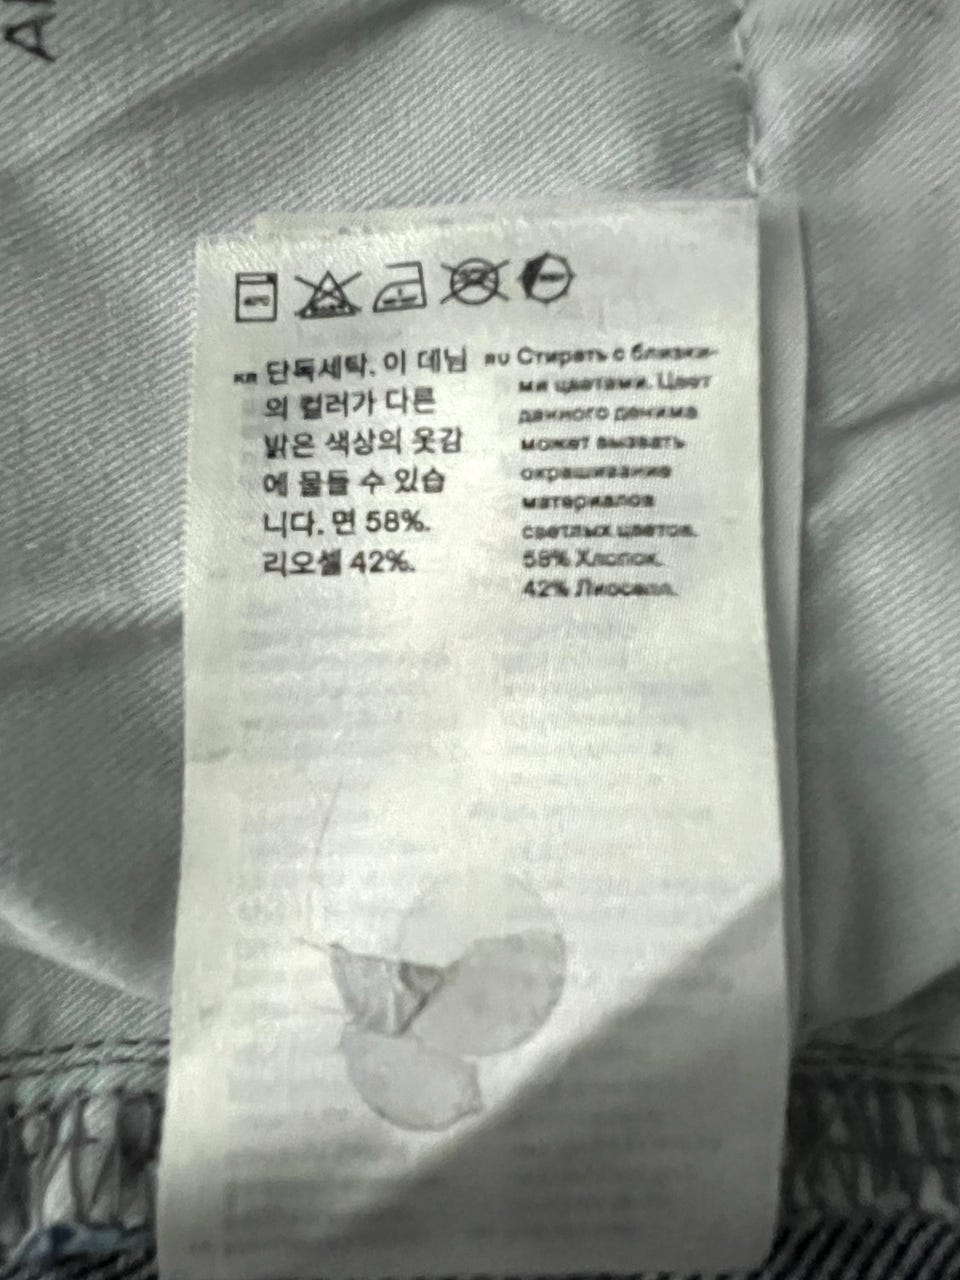 KR 단독세탁. 이 데님
의 컬러가 다른
밝은 색상의 옷감
에 물들 수 있습
니다. 면 58%.
리오셀 42%.
RU Стирать с близки-
ми цветами. Цвет
данного денима
может вызвать
окрашивание
материалов
светлых цветов.
58% Хлопок.
42% Лиоселл.